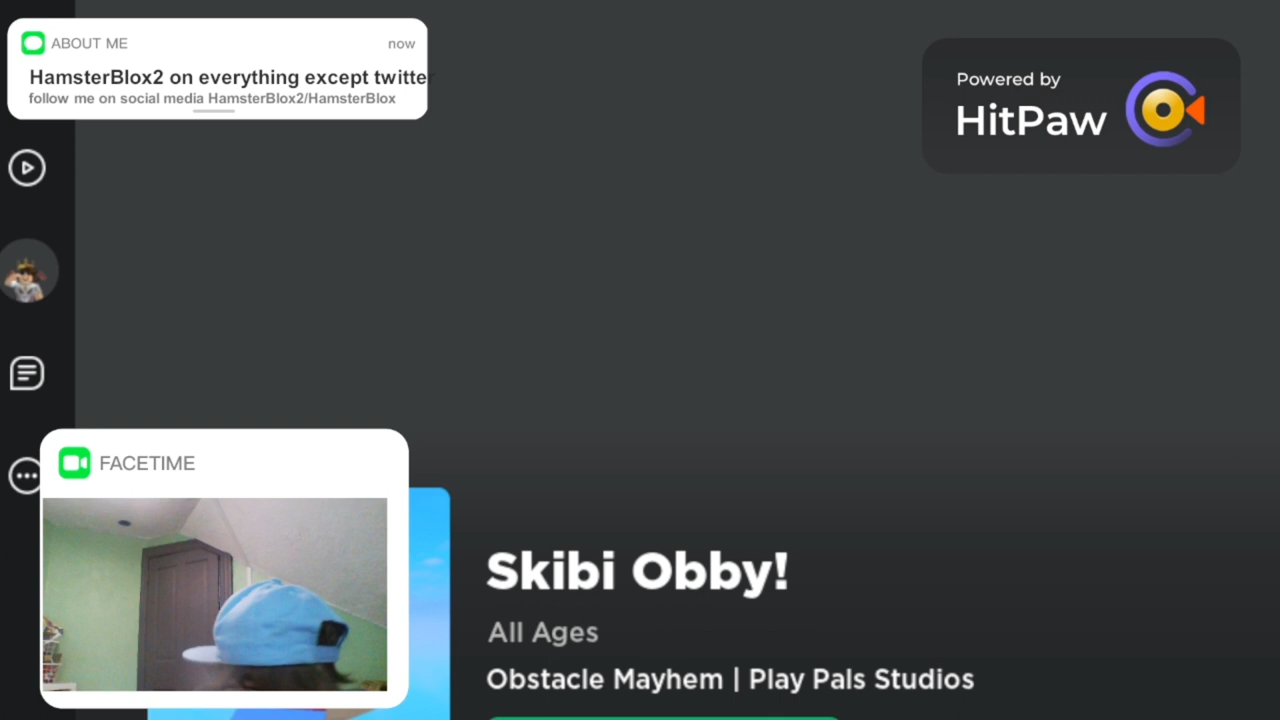 ABOUT ME
now
HamsterBlox2 on everything except twitter
follow me on social media HamsterBlox2/HamsterBlox
Powered by
HitPaw
FACETIME
Skibi Obby!
All Ages
Obstacle Mayhem | Play Pals Studios